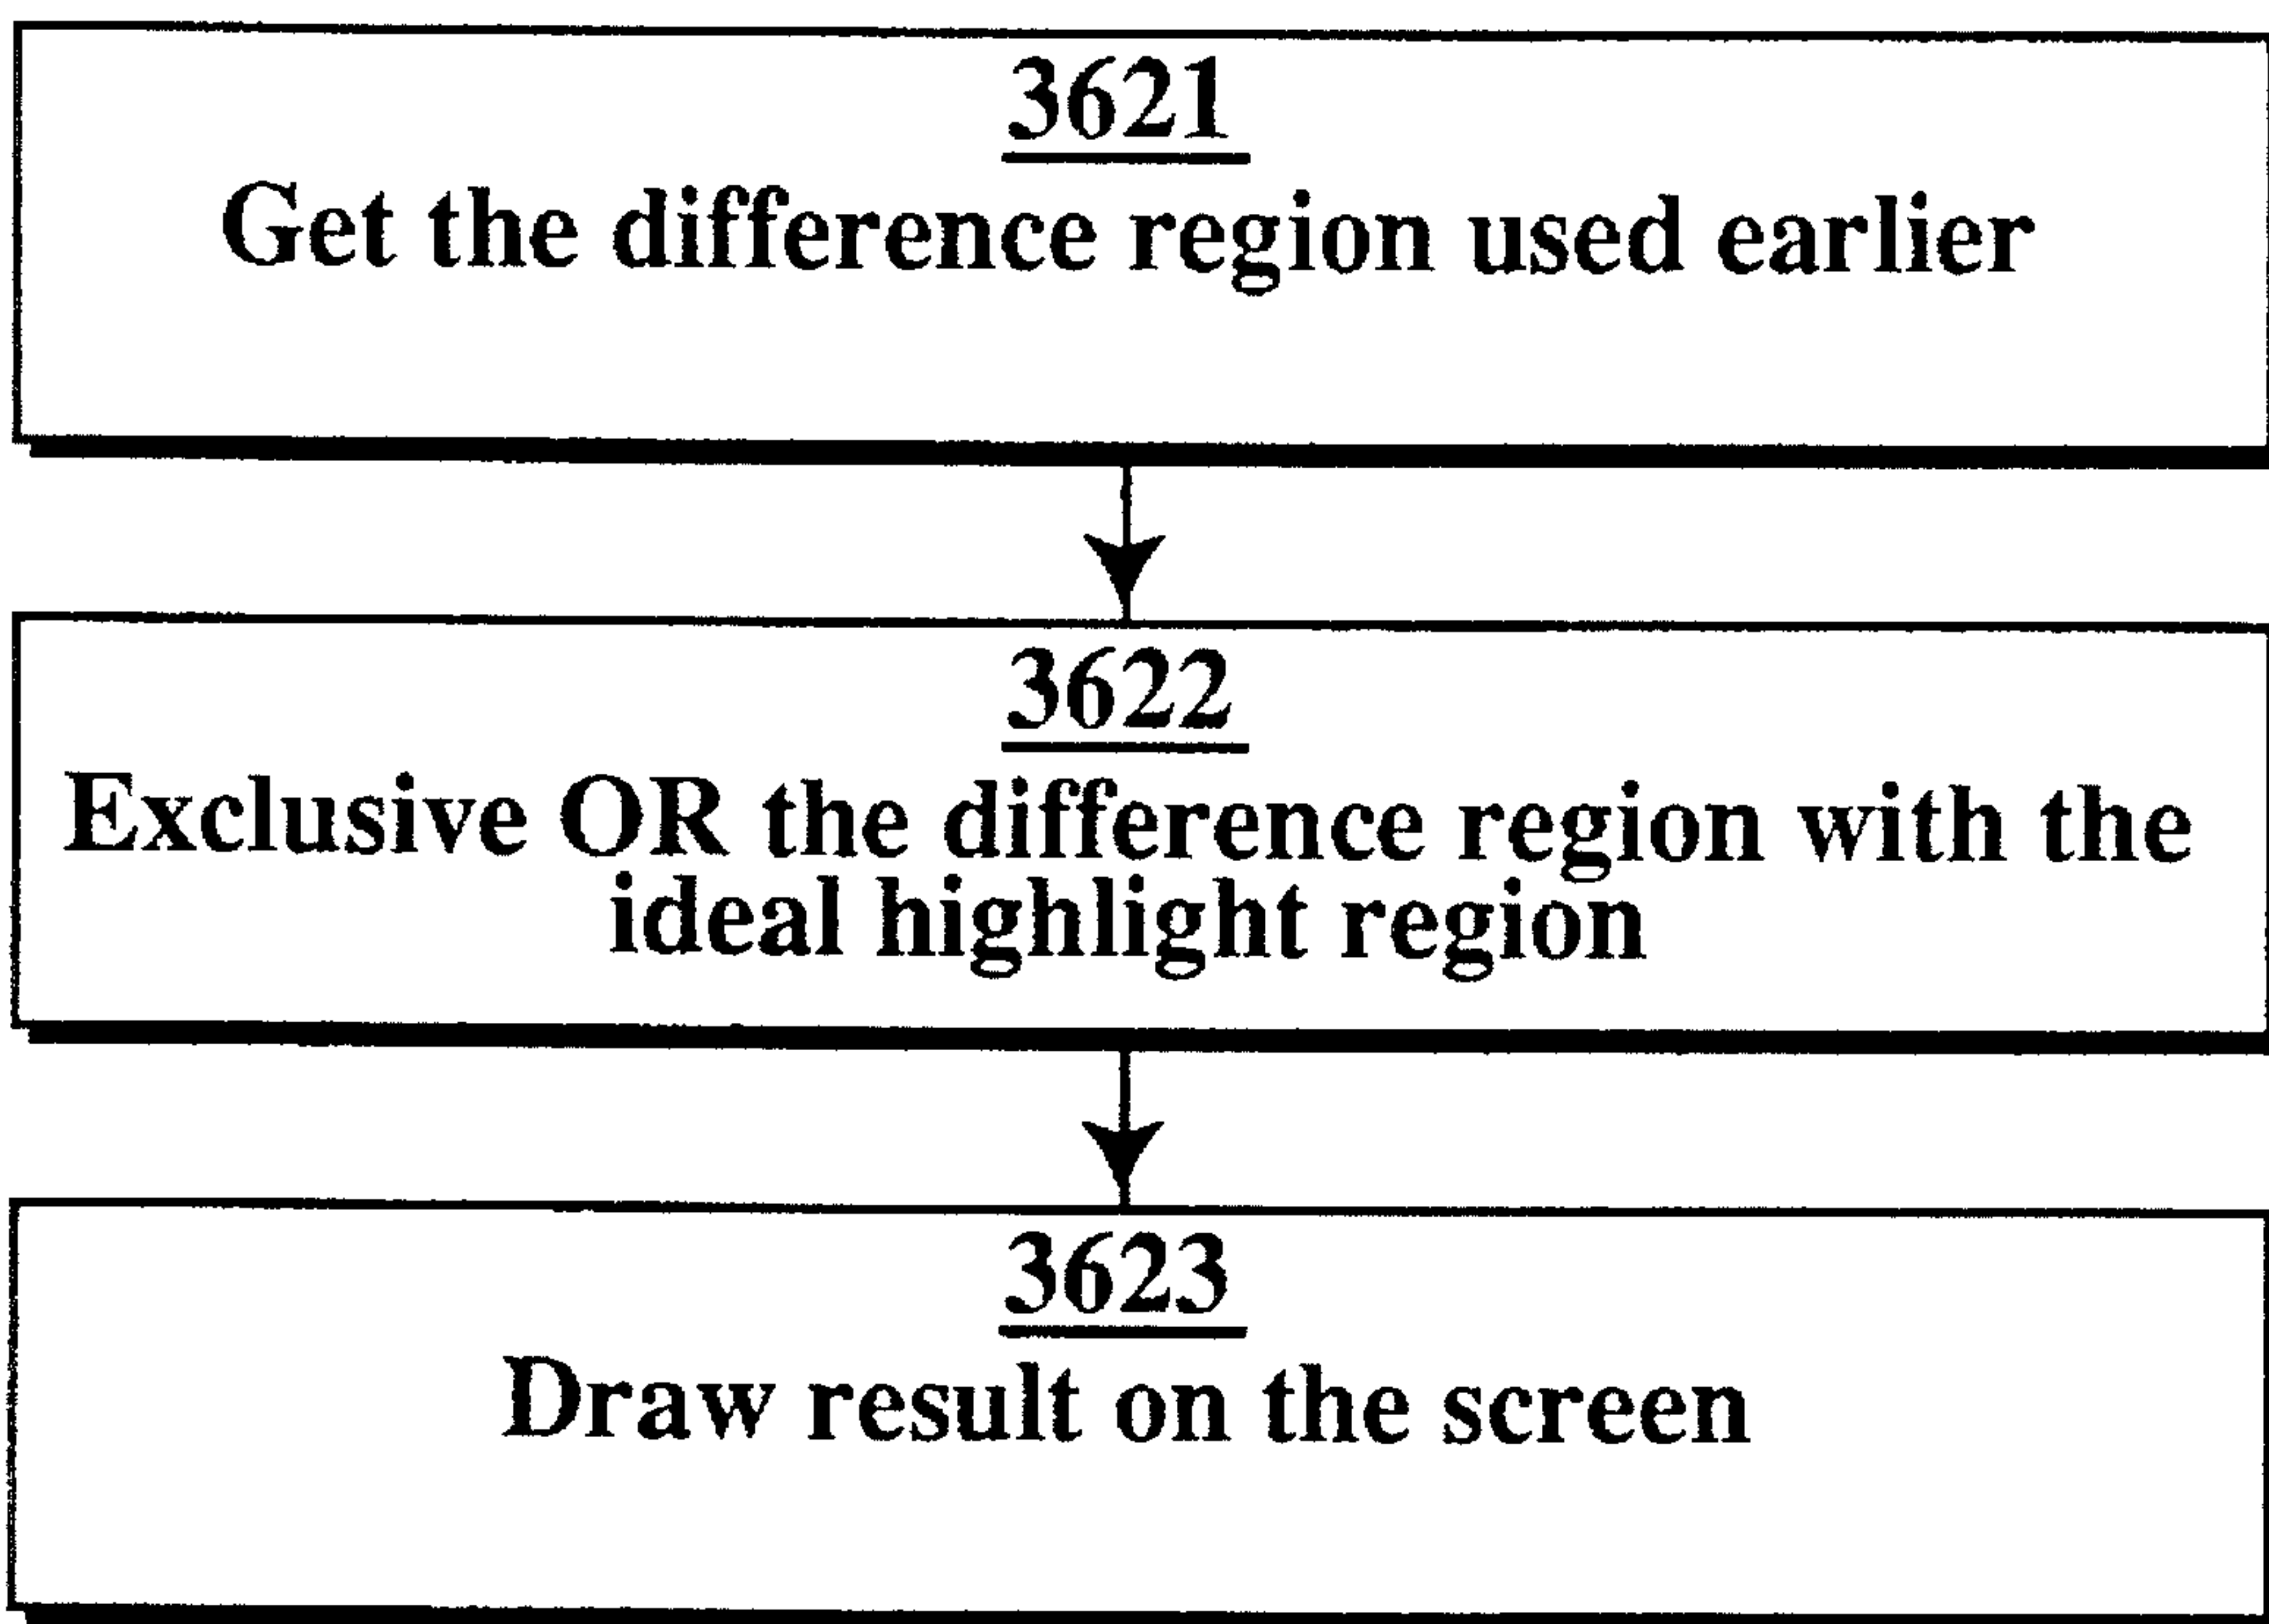 3621
Get the difference region used earlier
3622
Exclusive OR the difference region with the
ideal highlight region
3623
Draw result on the screen